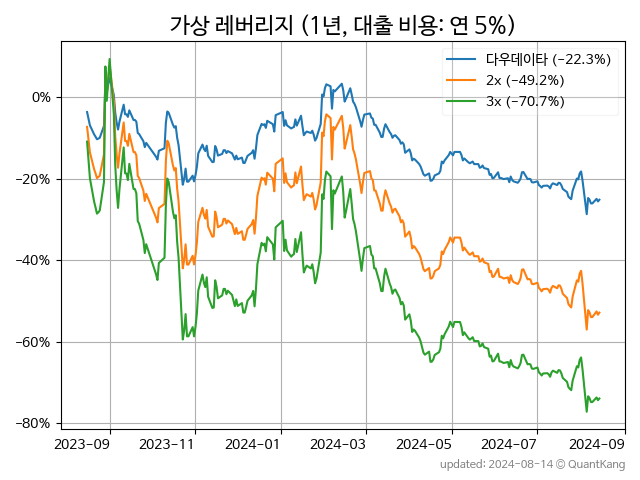 가상 레버리지 (1년, 대출 비용: 연 5%)
다우데이타 (−22.3%)
2x (−49.2%)
3x (−70.7%)
0%
−20%
−40%
−60%
−80%
2023-09 2023-11 2024-01 2024-03 2024-05 2024-07 2024-09
updated: 2024-08-14 © QuantKang